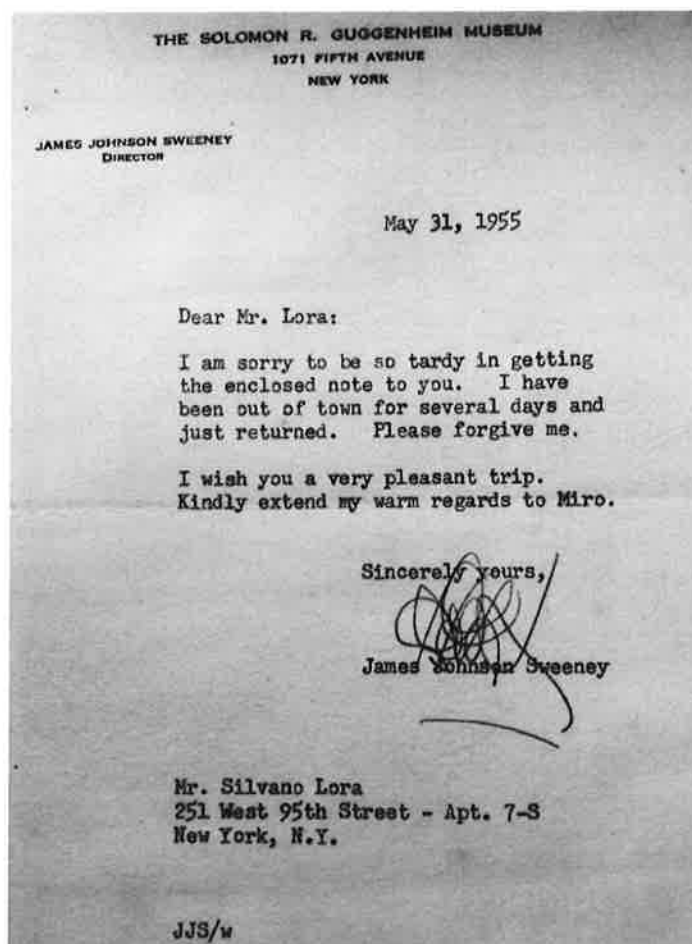 THE SOLOMON R. GUGGENHEIM MUSEUM
1071 FIFTH AVENUE
NEW YORK
JAMES JOHNSON SWEENEY
DIRECTOR
May 31, 1955
Dear Mr. Lora:
I am sorry to be so tardy in getting
the enclosed note to you. I have
been out of town for several days and
just returned. Please forgive me.
I wish you a very pleasant trip.
Kindly extend my warm regards to Miro.
Sincerely yours,
James Johnson Sweeney
Mr. Silvano Lora
251 West 95th Street - Apt. 7-S
New York, N.Y.
JJS/w